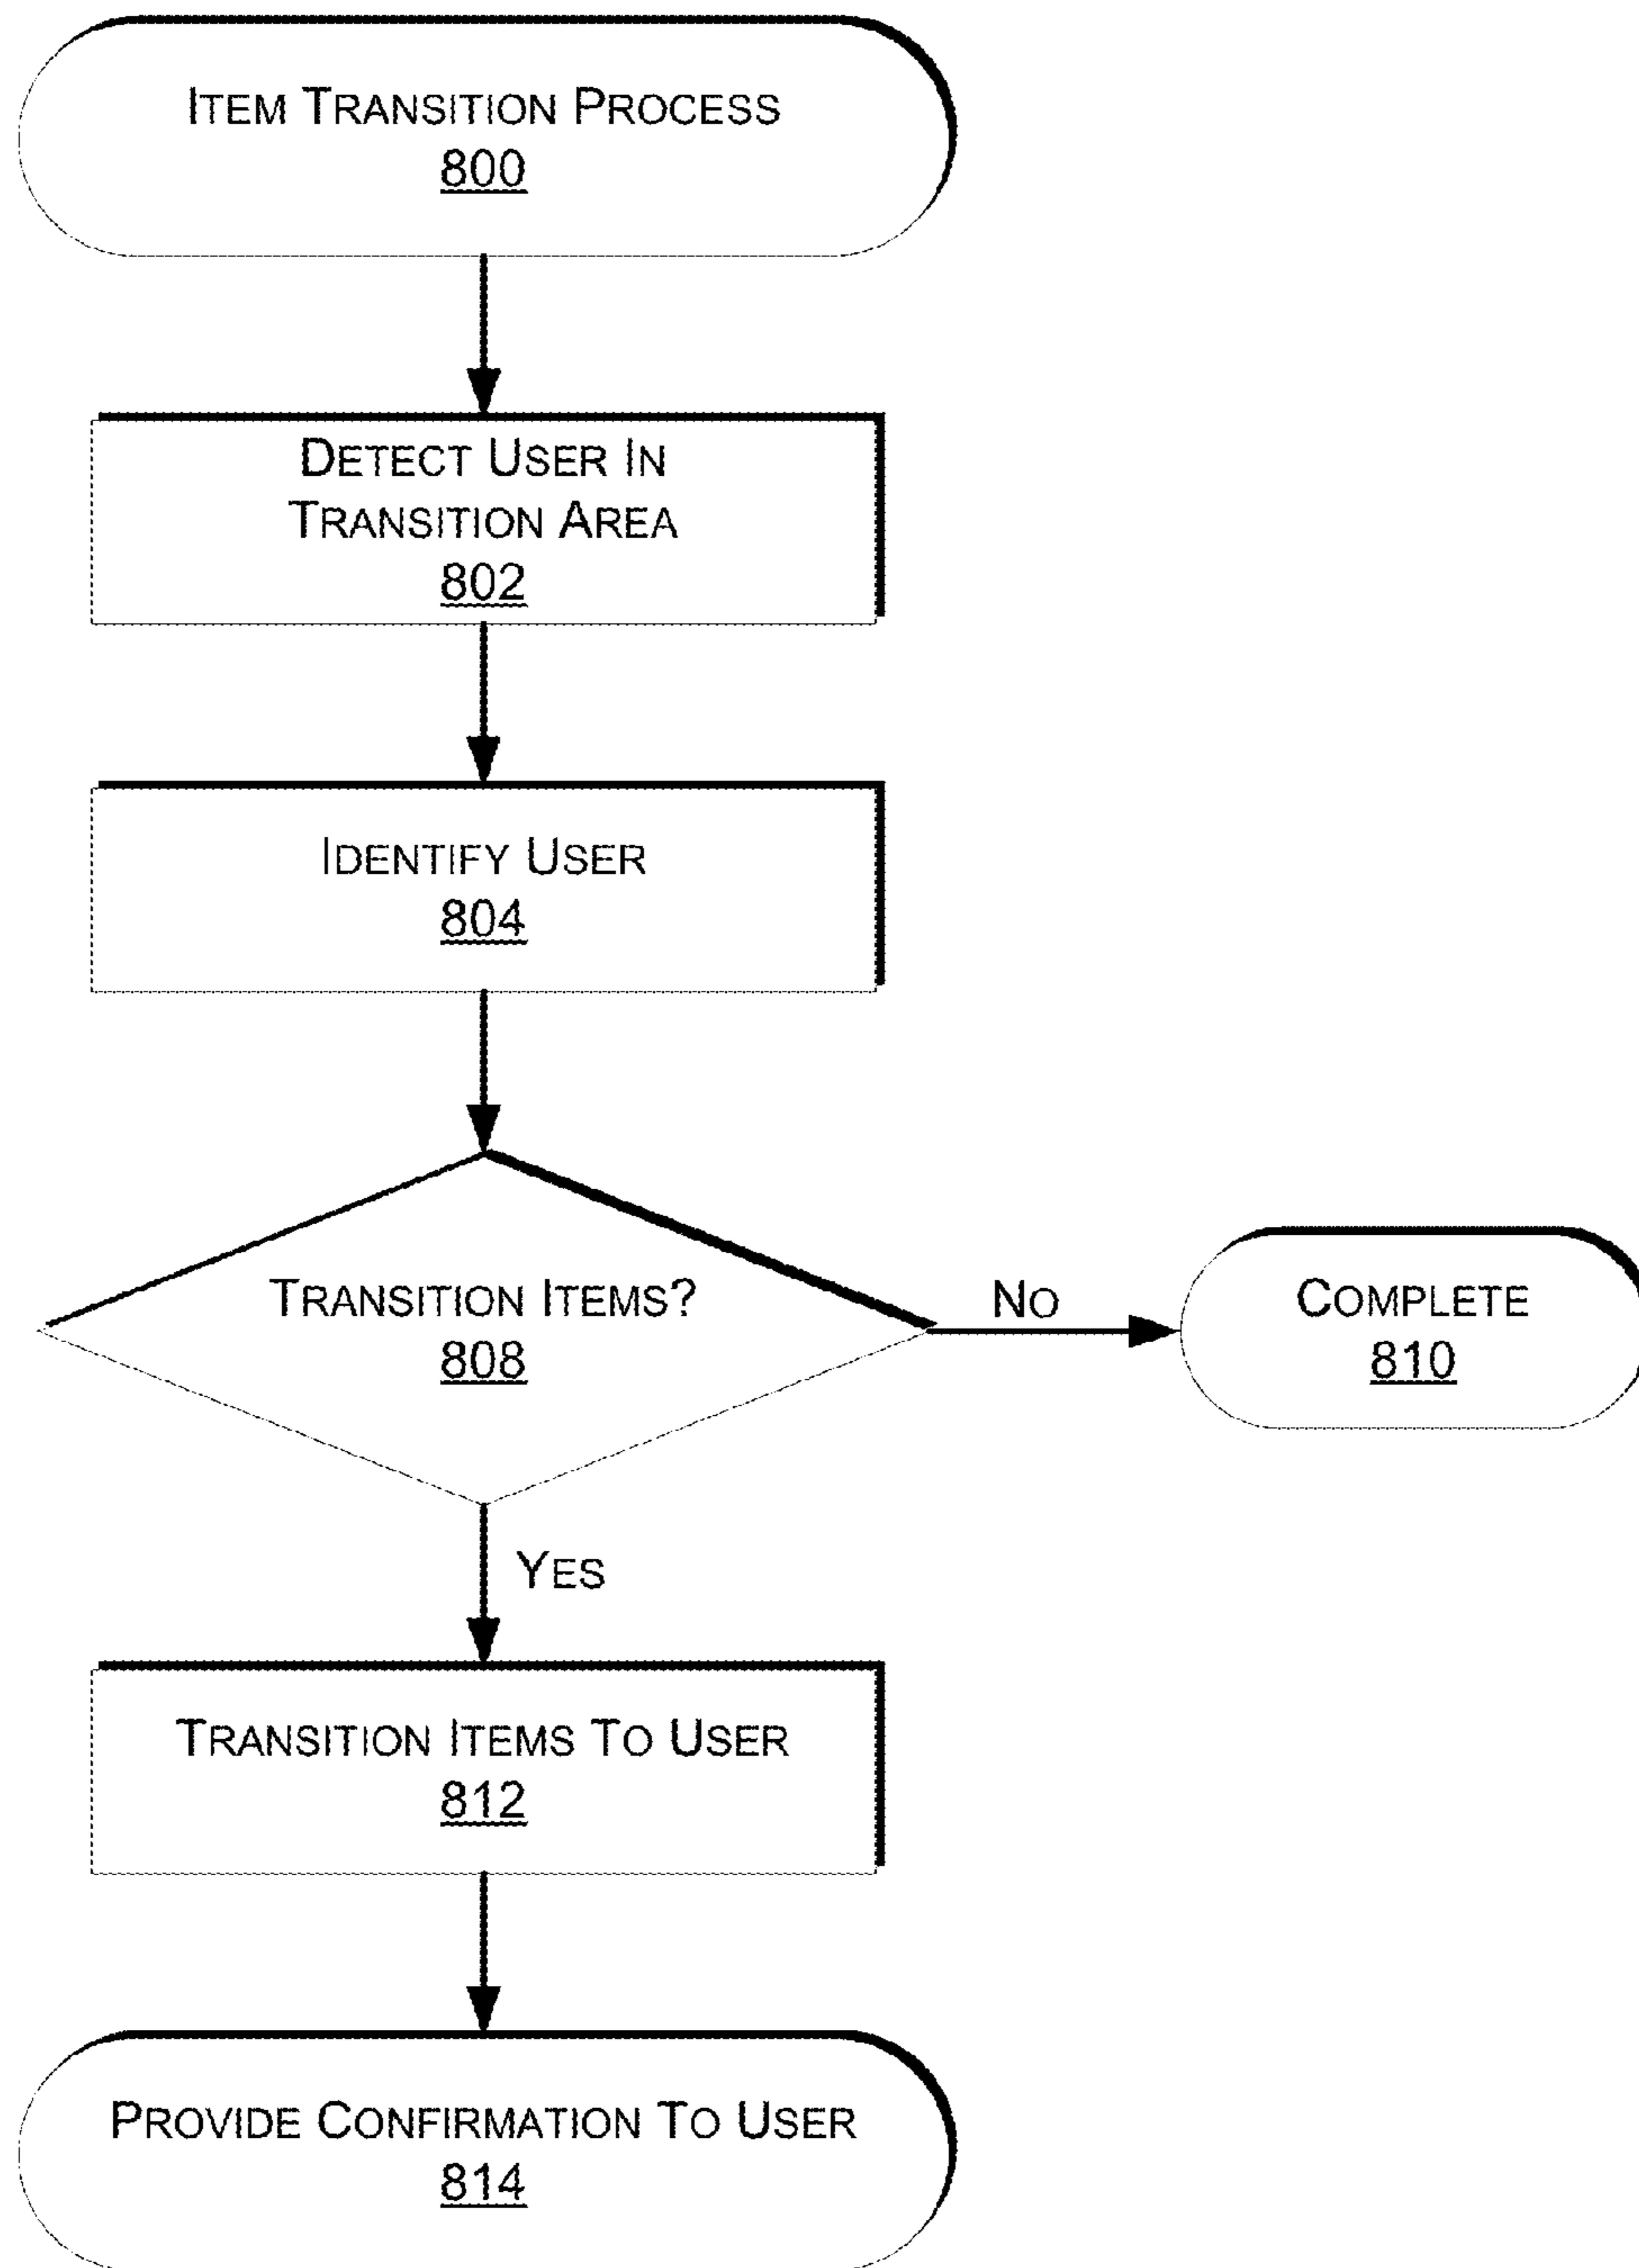 ITEM TRANSITION PROCESS
800
DETECT USER IN
TRANSITION AREA
802
IDENTIFY USER
804
TRANSITION ITEMS?
808
NO
COMPLETE
810
YES
TRANSITION ITEMS TO USER
812
PROVIDE CONFIRMATION TO USER
814